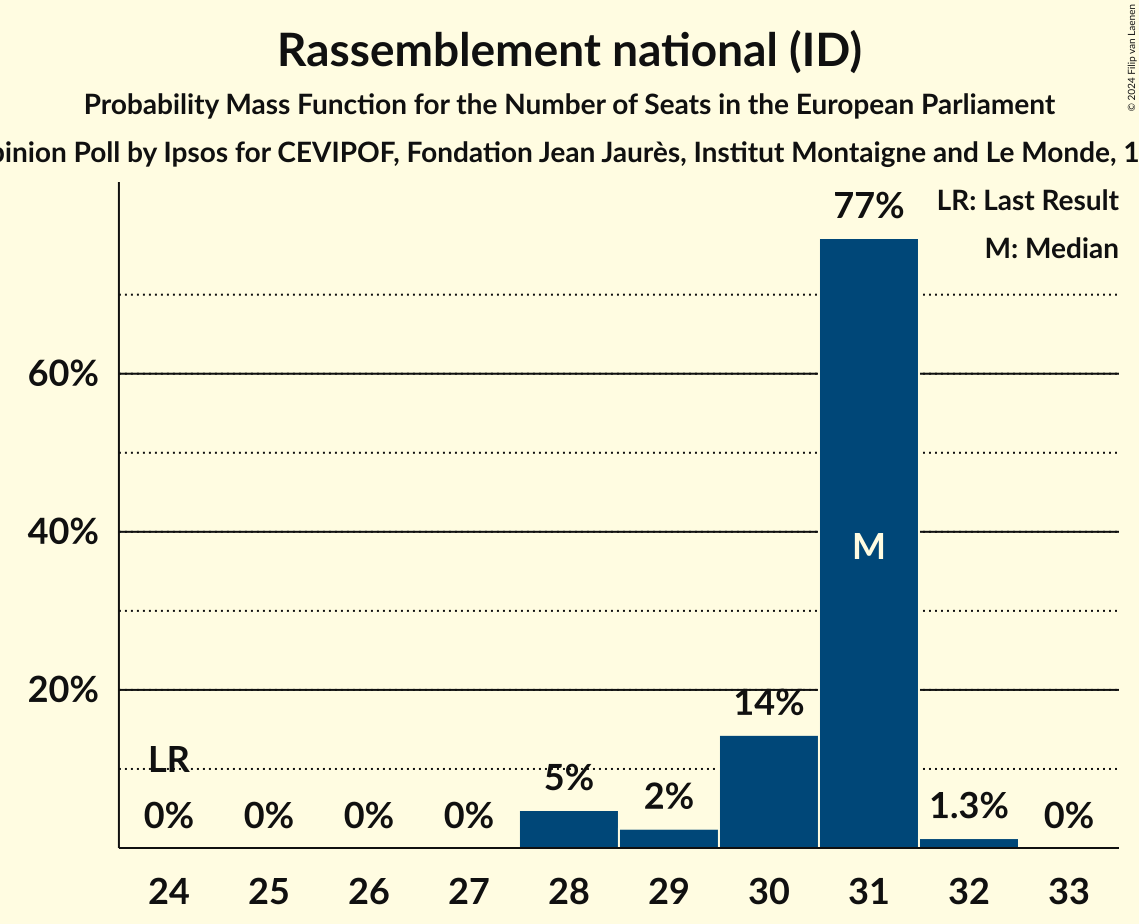 Rassemblement national (ID)
Probability Mass Function for the Number of Seats in the European Parliament
pinion Poll by Ipsos for CEVIPOF, Fondation Jean Jaurès, Institut Montaigne and Le Monde, 1
© 2024 Filip van Laenen
LR: Last Result
M: Median
77%
60%
40%
M
20%
14%
LR
5%
2%
0% 0% 0% 0% 1.3% 0%
24 25 26 27 28 29 30 31 32 33